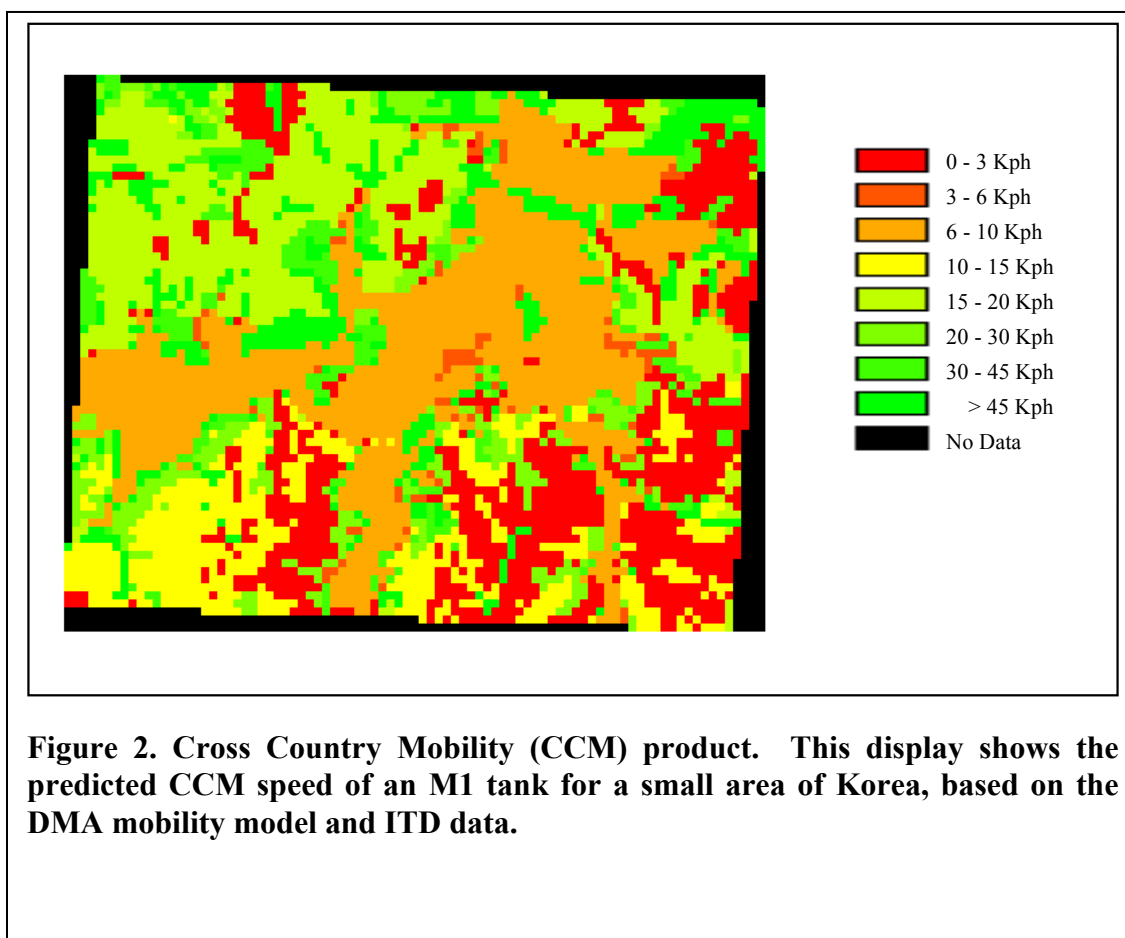 0 - 3 Kph
3 - 6 Kph
6 - 10 Kph
10 - 15 Kph
15 - 20 Kph
20 - 30 Kph
30 - 45 Kph
> 45 Kph
No Data
Figure 2. Cross Country Mobility (CCM) product. This display shows the
predicted CCM speed of an M1 tank for a small area of Korea, based on the
DMA mobility model and ITD data.